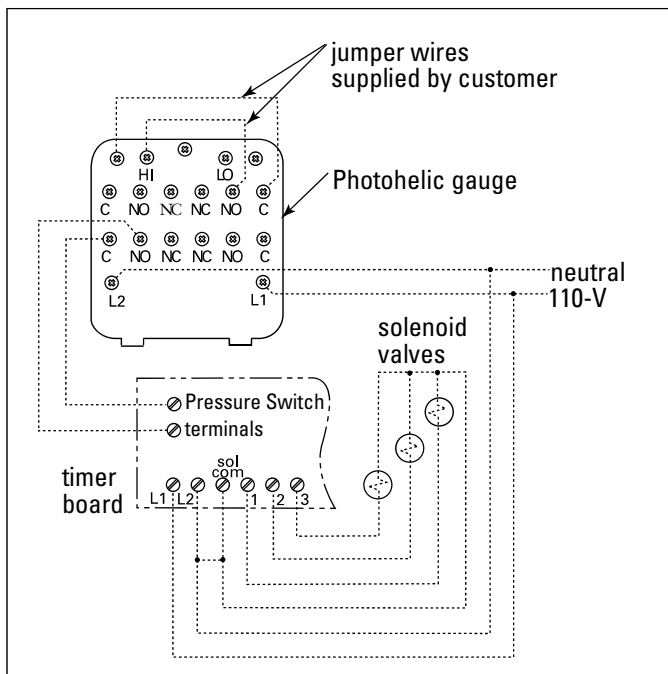 jumper wires
supplied by customer
HI LO
Photohelic gauge
C NO NC NC NO C
C NO NC NC NO C
L2 L1
neutral
110-V
solenoid
valves
Pressure Switch
terminals
sol
com
timer
board
L1 L2 1 2 3